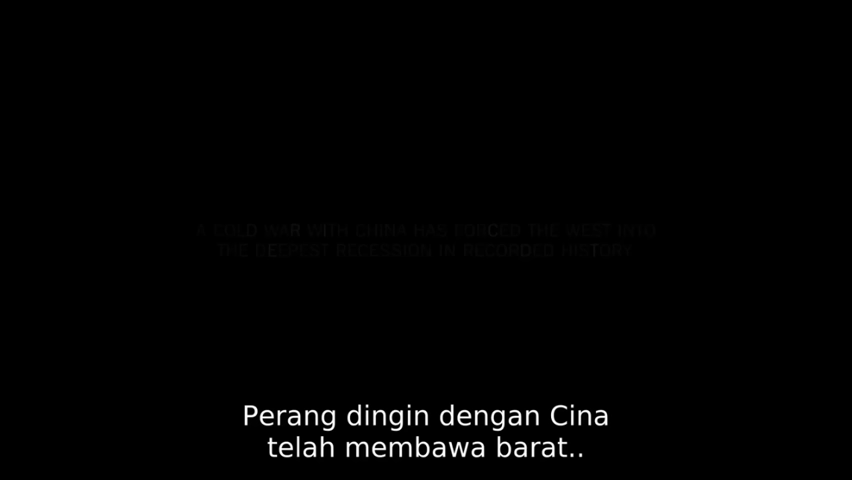 A COLD WAR WITH CHINA HAS FORCED THE WEST INTO
THE DEEPEST RECESSION IN RECORDED HISTORY
Perang dingin dengan Cina
telah membawa barat..